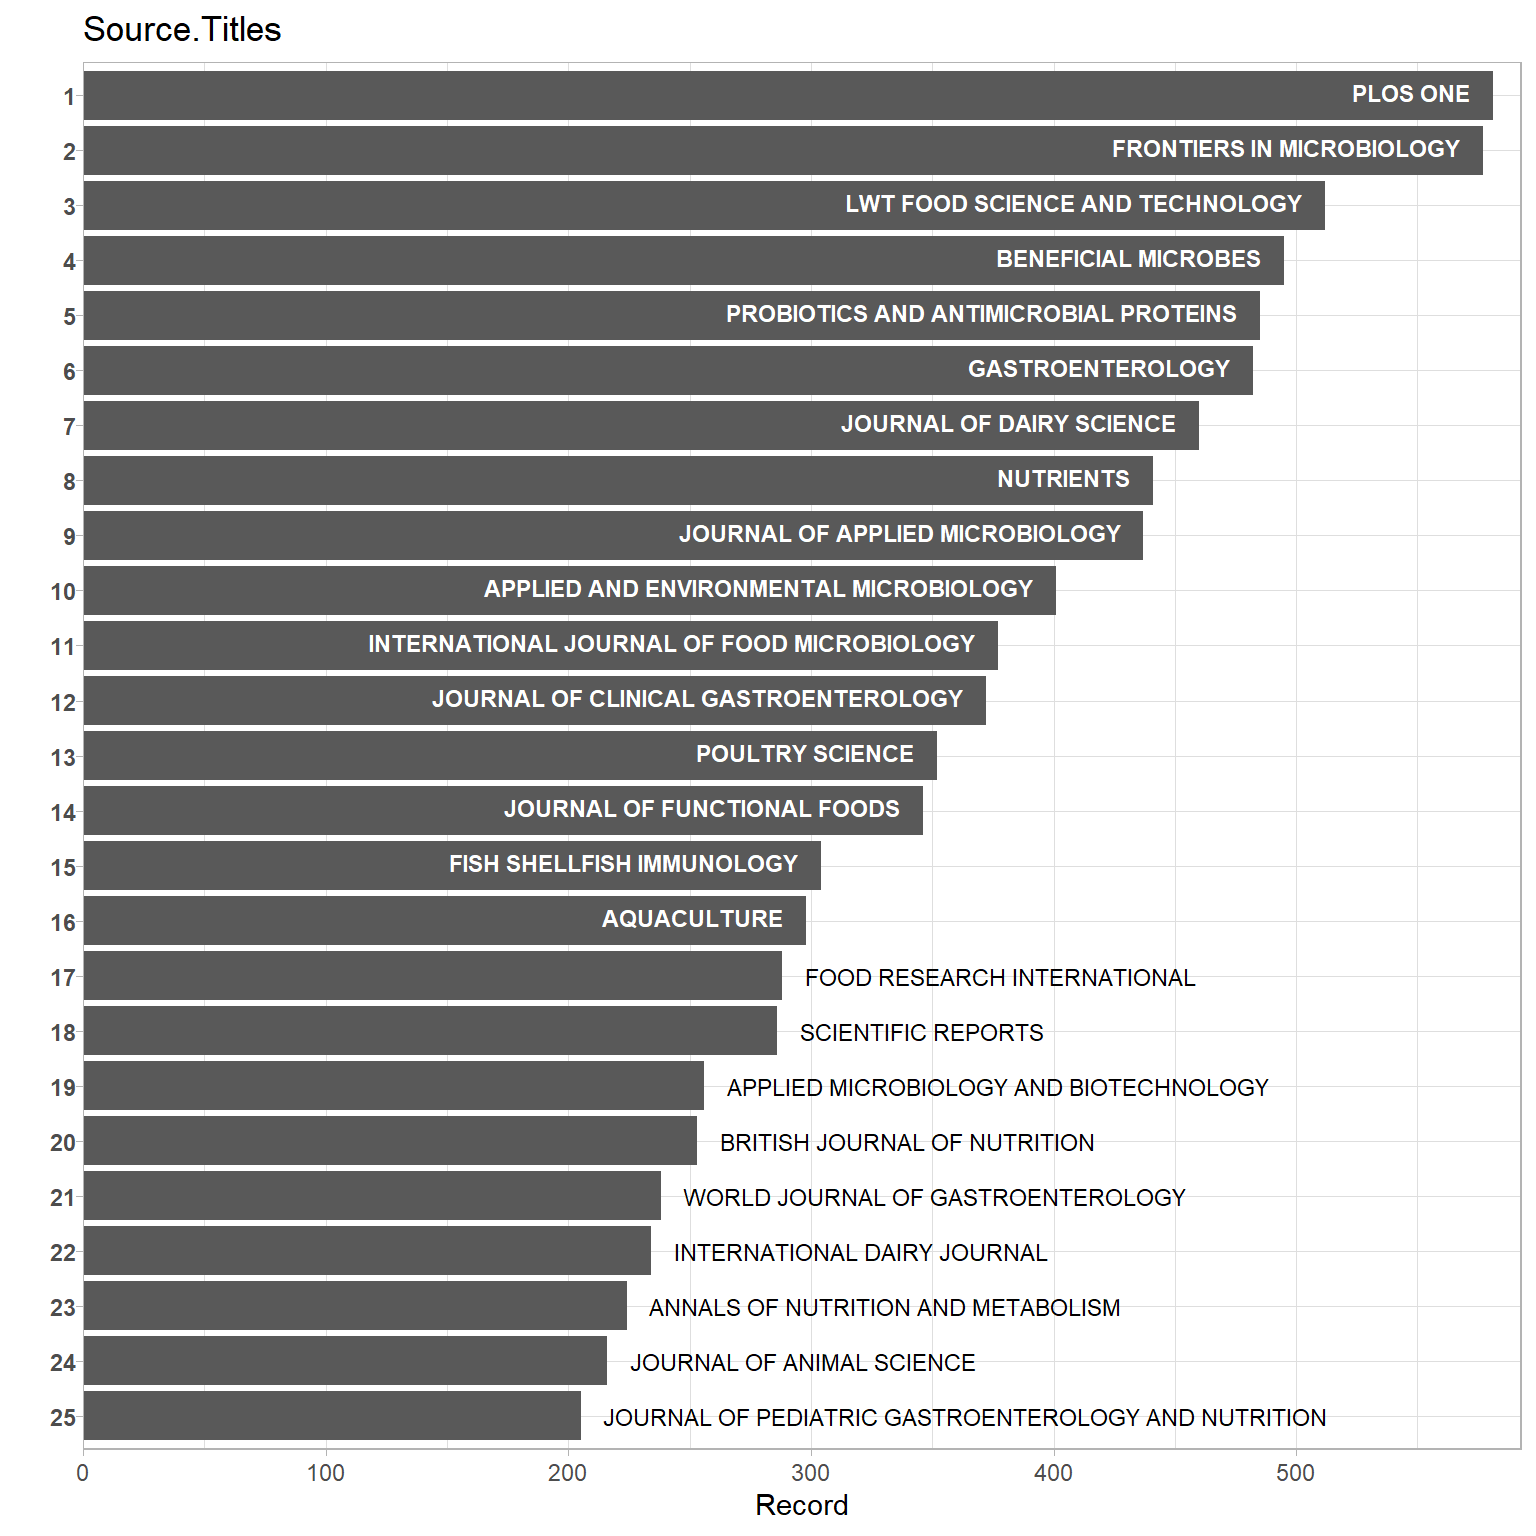 Source.Titles
1 PLOS ONE
2 FRONTIERS IN MICROBIOLOGY
3 LWT FOOD SCIENCE AND TECHNOLOGY
4 BENEFICIAL MICROBES
5 PROBIOTICS AND ANTIMICROBIAL PROTEINS
6 GASTROENTEROLOGY
7 JOURNAL OF DAIRY SCIENCE
8 NUTRIENTS
9 JOURNAL OF APPLIED MICROBIOLOGY
10 APPLIED AND ENVIRONMENTAL MICROBIOLOGY
11 INTERNATIONAL JOURNAL OF FOOD MICROBIOLOGY
12 JOURNAL OF CLINICAL GASTROENTEROLOGY
13 POULTRY SCIENCE
14 JOURNAL OF FUNCTIONAL FOODS
15 FISH SHELLFISH IMMUNOLOGY
16 AQUACULTURE
17 FOOD RESEARCH INTERNATIONAL
18 SCIENTIFIC REPORTS
19 APPLIED MICROBIOLOGY AND BIOTECHNOLOGY
20 BRITISH JOURNAL OF NUTRITION
21 WORLD JOURNAL OF GASTROENTEROLOGY
22 INTERNATIONAL DAIRY JOURNAL
23 ANNALS OF NUTRITION AND METABOLISM
24 JOURNAL OF ANIMAL SCIENCE
25 JOURNAL OF PEDIATRIC GASTROENTEROLOGY AND NUTRITION
0 100 200 300 400 500
Record